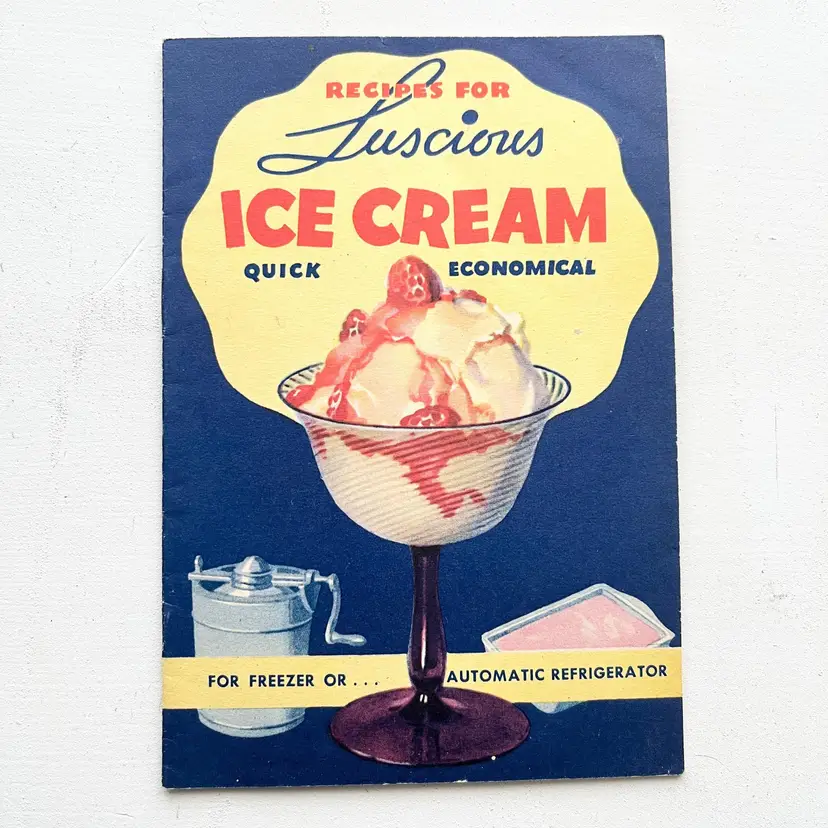 RECIPES FOR
Luscious
ICE CREAM
QUICK ECONOMICAL
FOR FREEZER OR . . . AUTOMATIC REFRIGERATOR